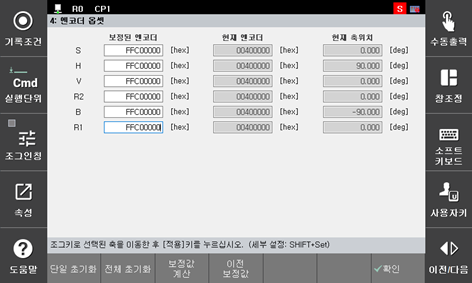 R0 CP1 S
4: 엔코더 옵셋
보정된 엔코더 현재 엔코더 현재 축위치
S FFC00000 [hex] 00400000 [hex] 0.000 [deg]
H FFC00000 [hex] 00400000 [hex] 90.000 [deg]
V FFC00000 [hex] 00400000 [hex] 0.000 [deg]
R2 FFC00000 [hex] 00400000 [hex] 0.000 [deg]
B FFC00000 [hex] 00400000 [hex] -90.000 [deg]
R1 FFC00000 [hex] 00400000 [hex] 0.000 [deg]
조그키로 선택된 축을 이동한 후 [적용]키를 누르십시오. (세부 설정: SHIFT+Set)
단일 초기화 전체 초기화 보정값 계산 이전 보정값 확인
기록조건
Cmd
실행단위
조그인칭
속성
도움말
수동출력
참조점
소프트
키보드
사용자키
이전/다음